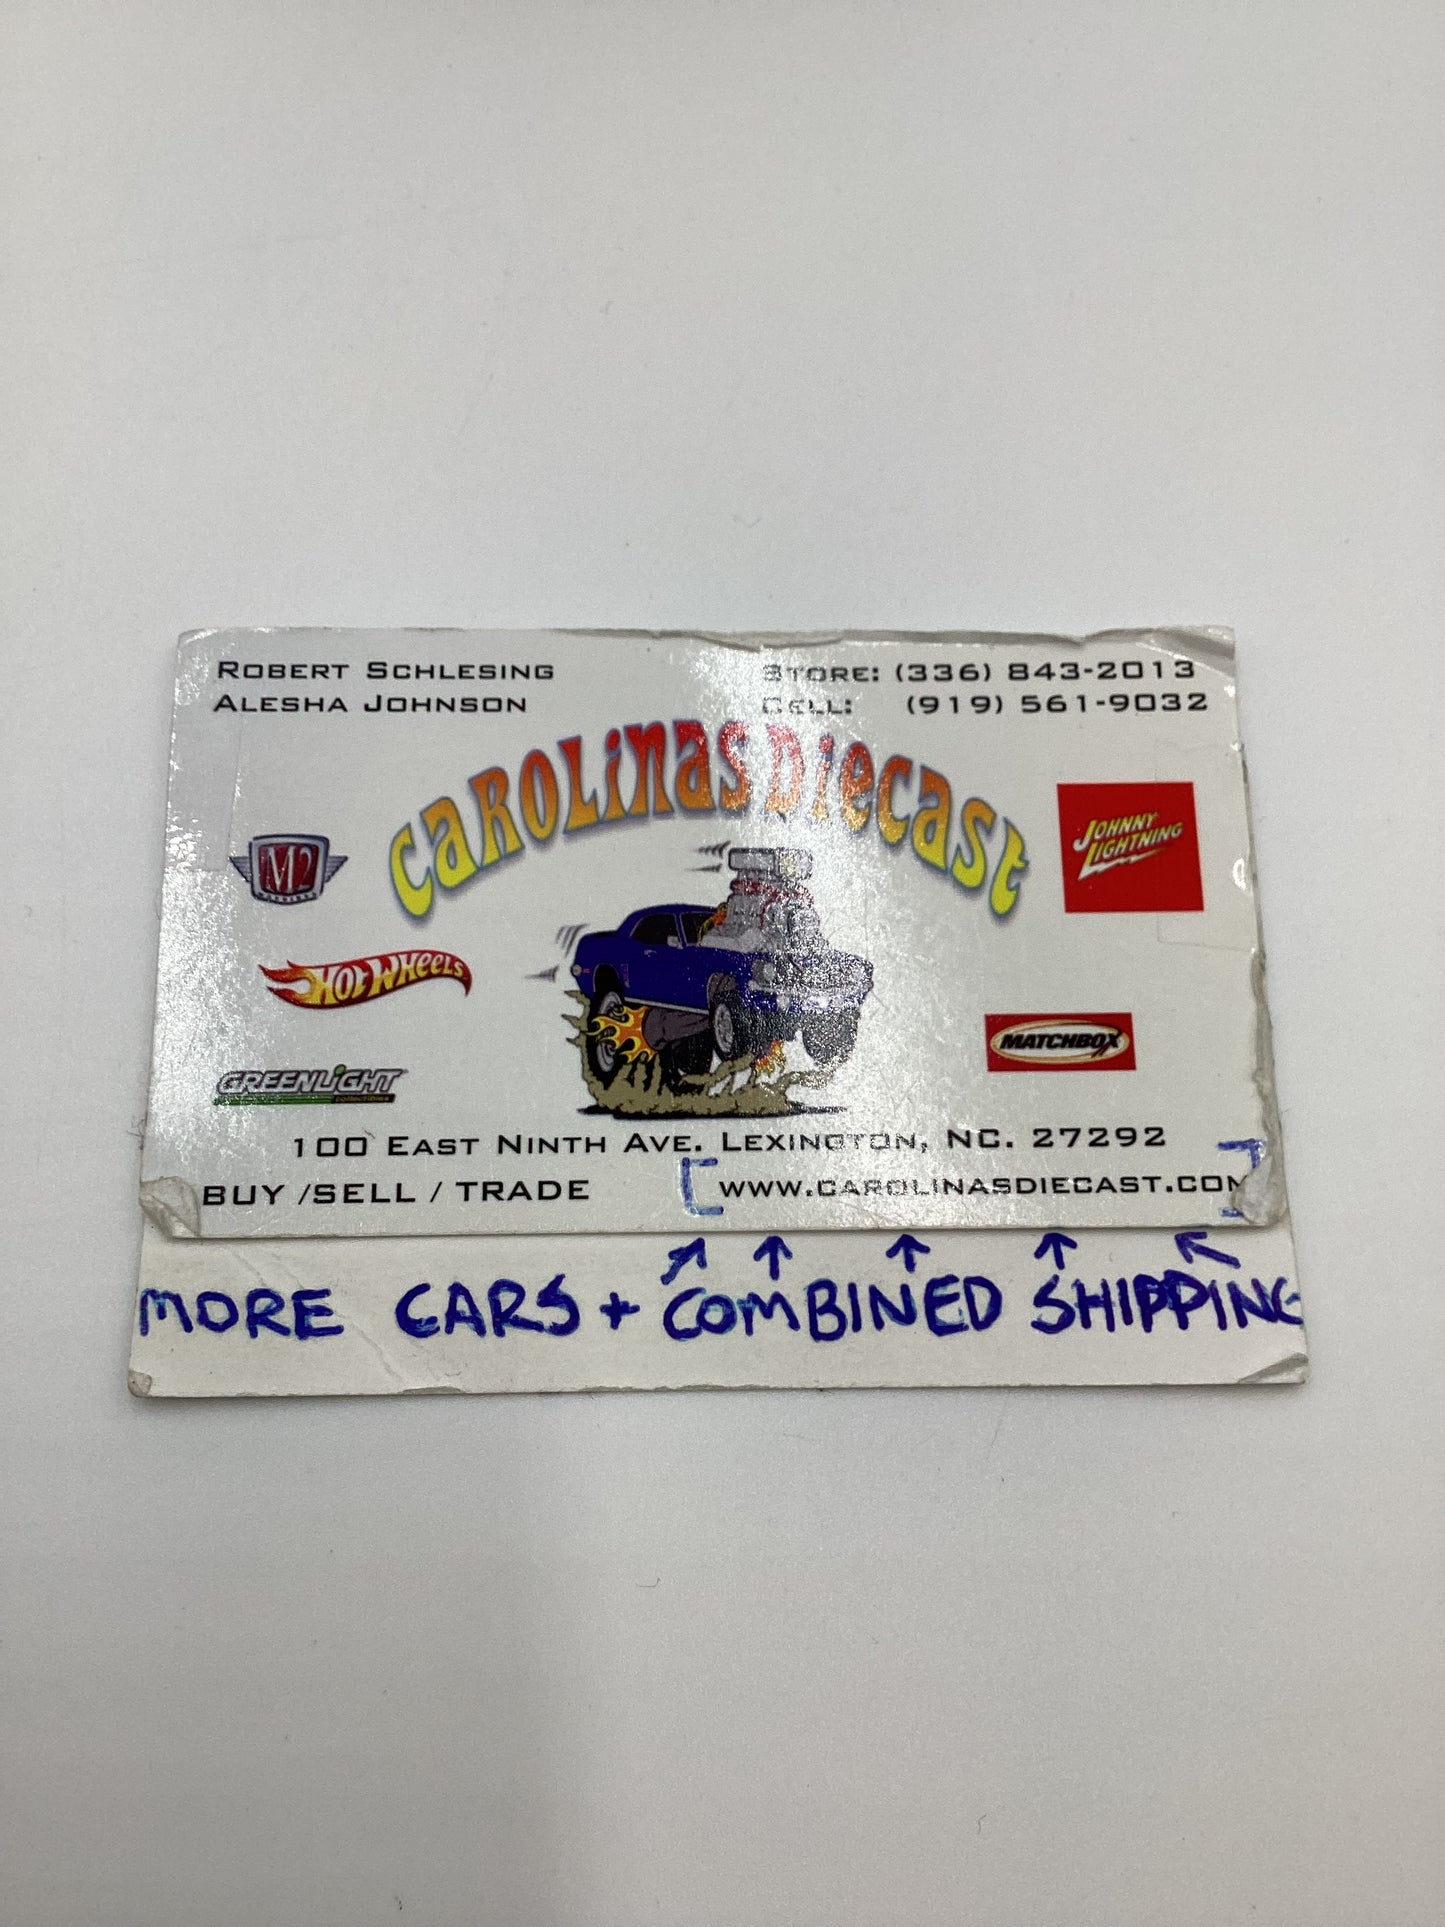 ROBERT SCHLESING
STORE: (336) 843-2013
ALESHA JOHNSON
CELL: (919) 561-9032
CAROLINAS DIECAST
M2
JOHNNY LIGHTNING
HOT WHEELS
MATCHBOX
GREENLIGHT
100 EAST NINTH AVE. LEXINGTON, NC. 27292
BUY /SELL / TRADE
WWW.CAROLINASDIECAST.COM
MORE CARS + COMBINED SHIPPING